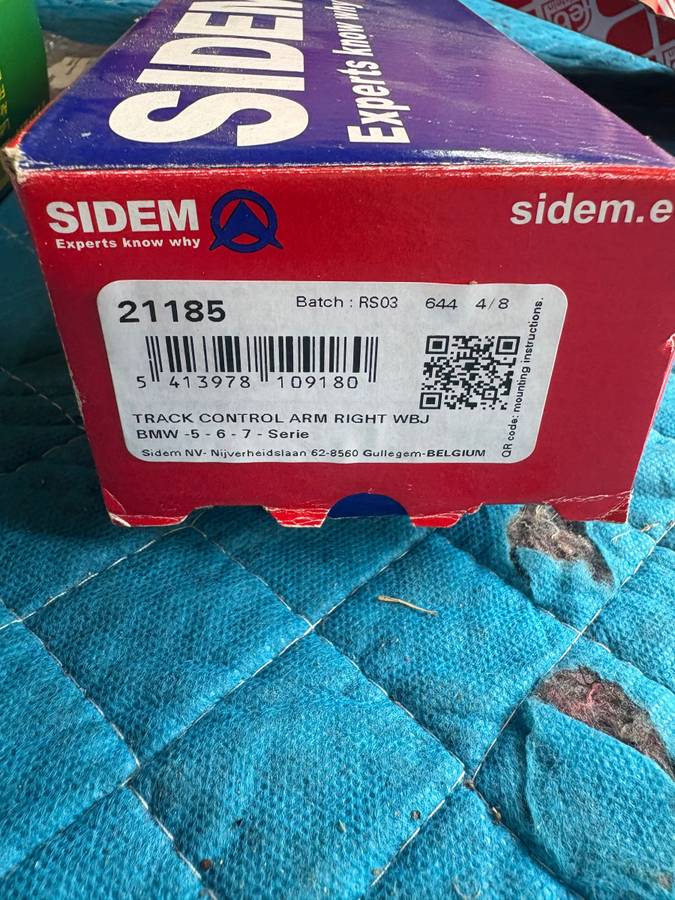 SIDEM
Experts know why
SIDEM
Experts know why
sidem.e
21185
Batch : RS03 644 4/8
5 413978 109180
QR code: mounting instructions.
TRACK CONTROL ARM RIGHT WBJ
BMW -5 - 6 - 7 - Serie
Sidem NV- Nijverheidslaan 62-8560 Gullegem-BELGIUM